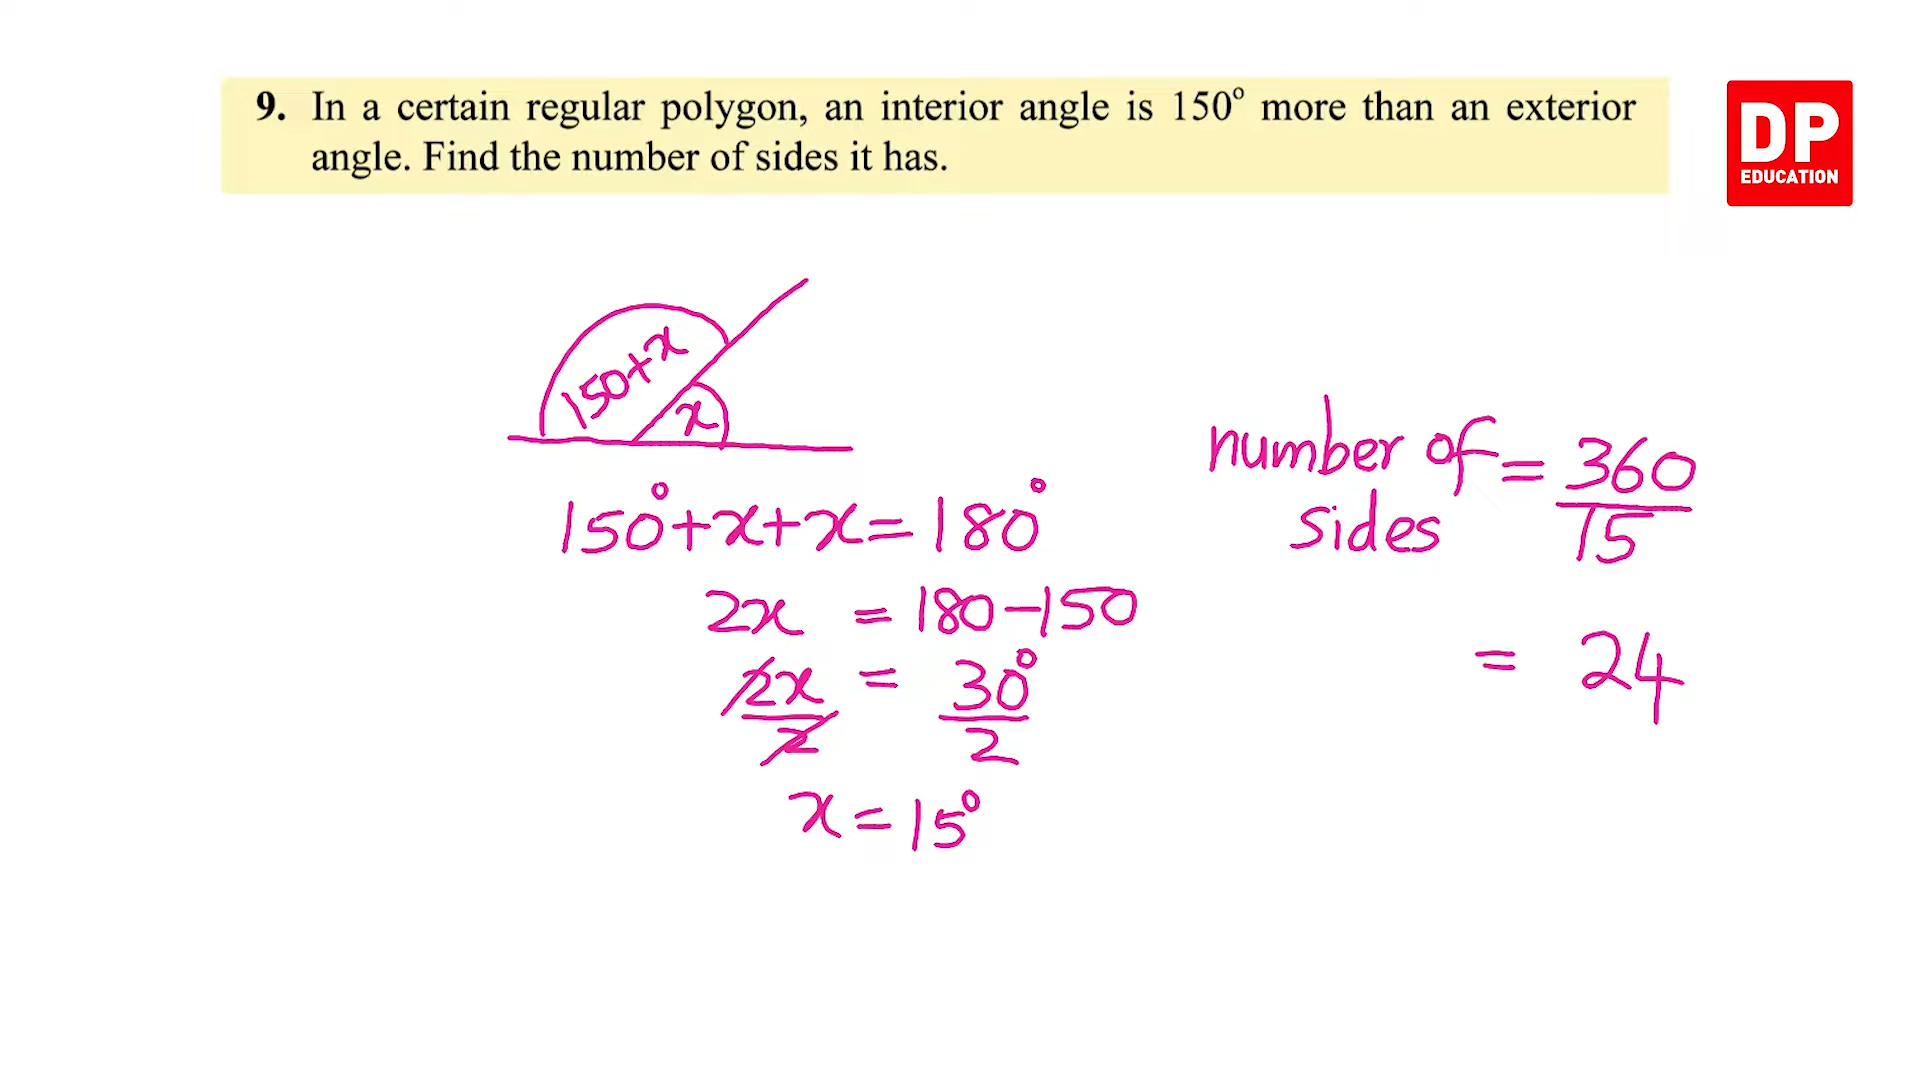 9. In a certain regular polygon, an interior angle is 150° more than an exterior
angle. Find the number of sides it has.
DP
EDUCATION
150+x
x
150°+x+x=180°
2x = 180-150
2x/2 = 30°/2
x=15°
number of sides = 360/15
= 24